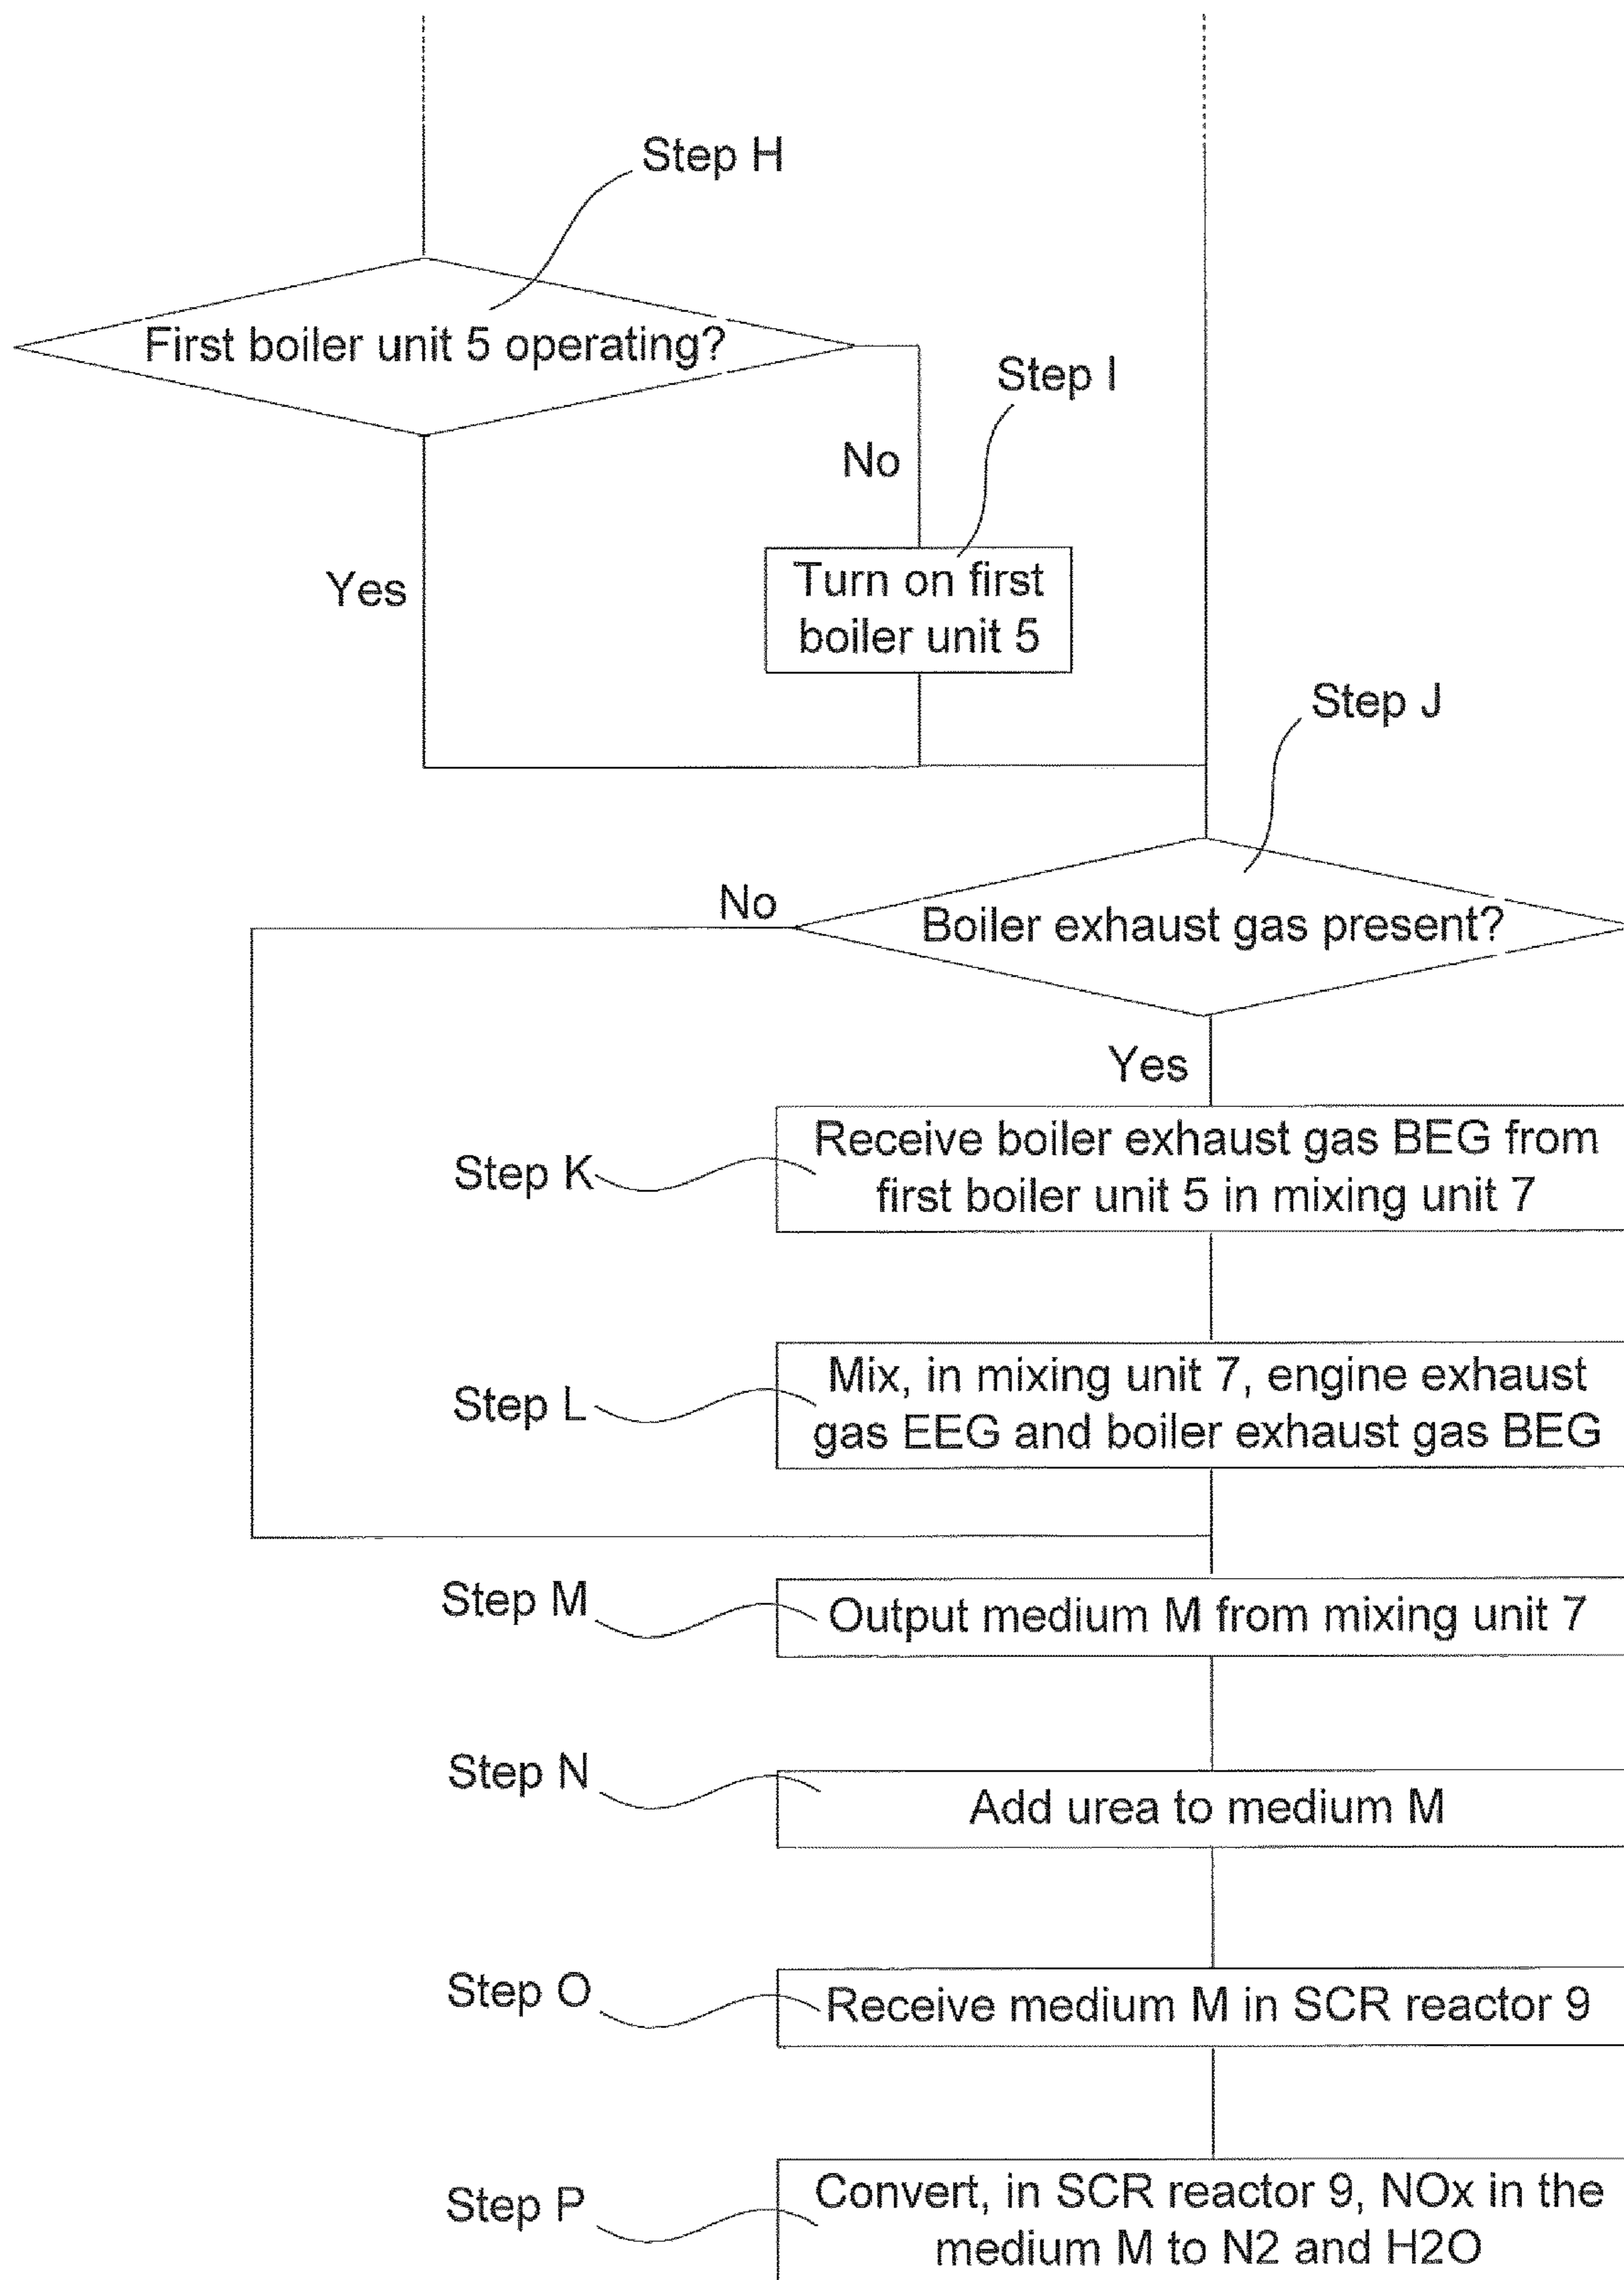 Step H
First boiler unit 5 operating?
Step I
No
Yes
Turn on first
boiler unit 5
Step J
No
Boiler exhaust gas present?
Yes
Step K
Receive boiler exhaust gas BEG from
first boiler unit 5 in mixing unit 7
Step L
Mix, in mixing unit 7, engine exhaust
gas EEG and boiler exhaust gas BEG
Step M
Output medium M from mixing unit 7
Step N
Add urea to medium M
Step O
Receive medium M in SCR reactor 9
Step P
Convert, in SCR reactor 9, NOx in the
medium M to N2 and H2O